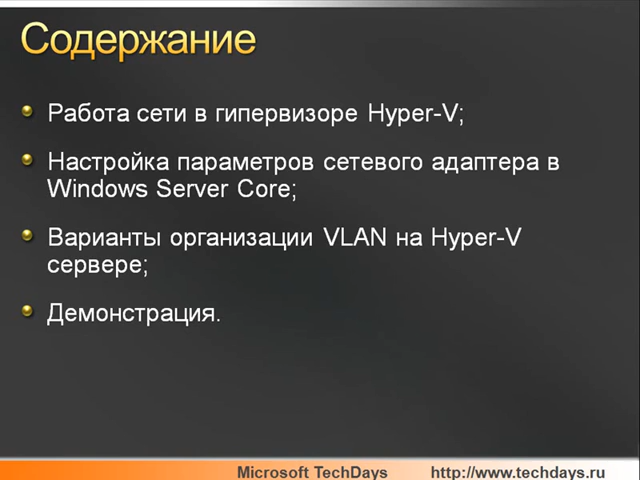 Содержание
Работа сети в гипервизоре Hyper-V;
Настройка параметров сетевого адаптера в
Windows Server Core;
Варианты организации VLAN на Hyper-V
сервере;
Демонстрация.
Microsoft TechDays http://www.techdays.ru